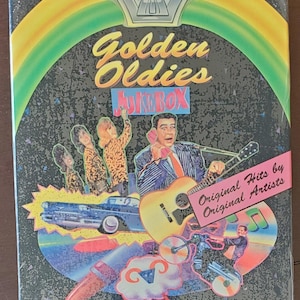 Golden
Oldies
JUKEBOX
Original Hits by
Original Artists